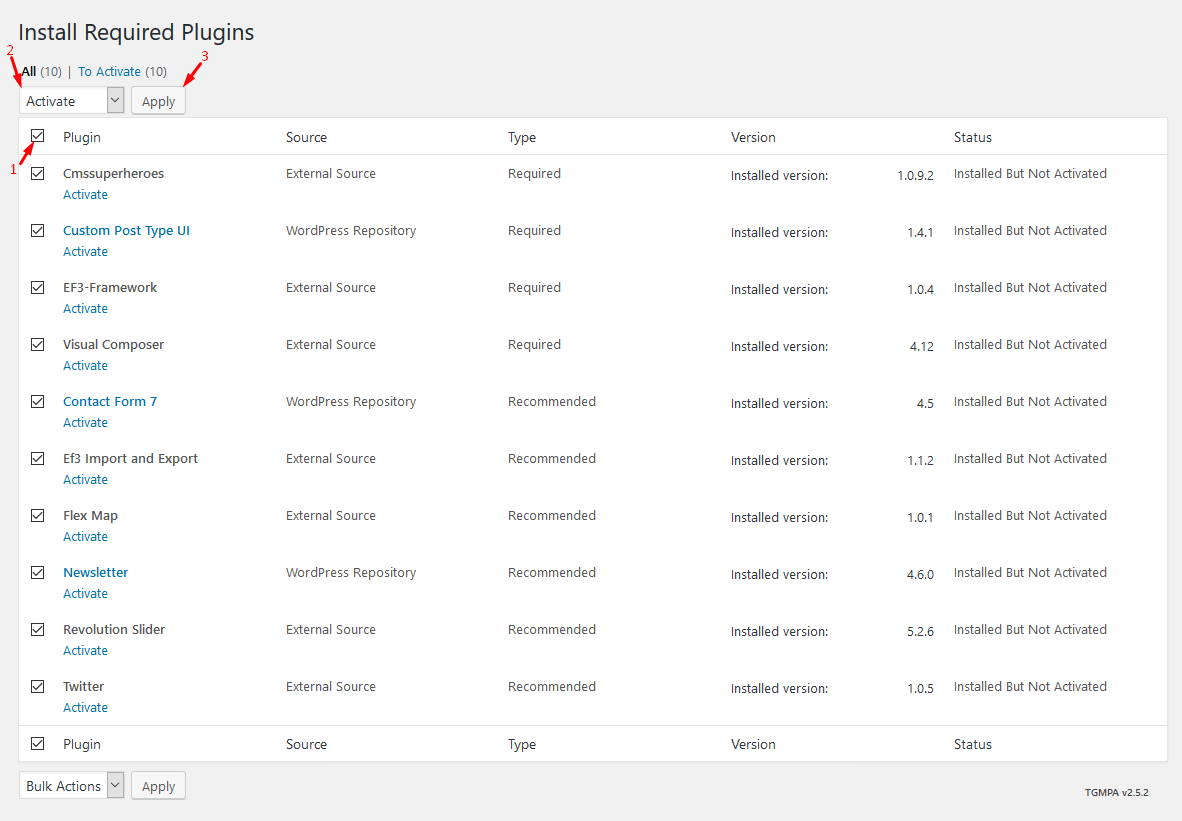 Install Required Plugins
2
3
All (10) | To Activate (10)
Activate Apply
Plugin Source Type Version Status
1
Cmssuperheroes External Source Required Installed version: 1.0.9.2 Installed But Not Activated
Activate
Custom Post Type UI WordPress Repository Required Installed version: 1.4.1 Installed But Not Activated
Activate
EF3-Framework External Source Required Installed version: 1.0.4 Installed But Not Activated
Activate
Visual Composer External Source Required Installed version: 4.12 Installed But Not Activated
Activate
Contact Form 7 WordPress Repository Recommended Installed version: 4.5 Installed But Not Activated
Activate
Ef3 Import and Export External Source Recommended Installed version: 1.1.2 Installed But Not Activated
Activate
Flex Map External Source Recommended Installed version: 1.0.1 Installed But Not Activated
Activate
Newsletter WordPress Repository Recommended Installed version: 4.6.0 Installed But Not Activated
Activate
Revolution Slider External Source Recommended Installed version: 5.2.6 Installed But Not Activated
Activate
Twitter External Source Recommended Installed version: 1.0.5 Installed But Not Activated
Activate
Plugin Source Type Version Status
Bulk Actions Apply
TGMPA v2.5.2